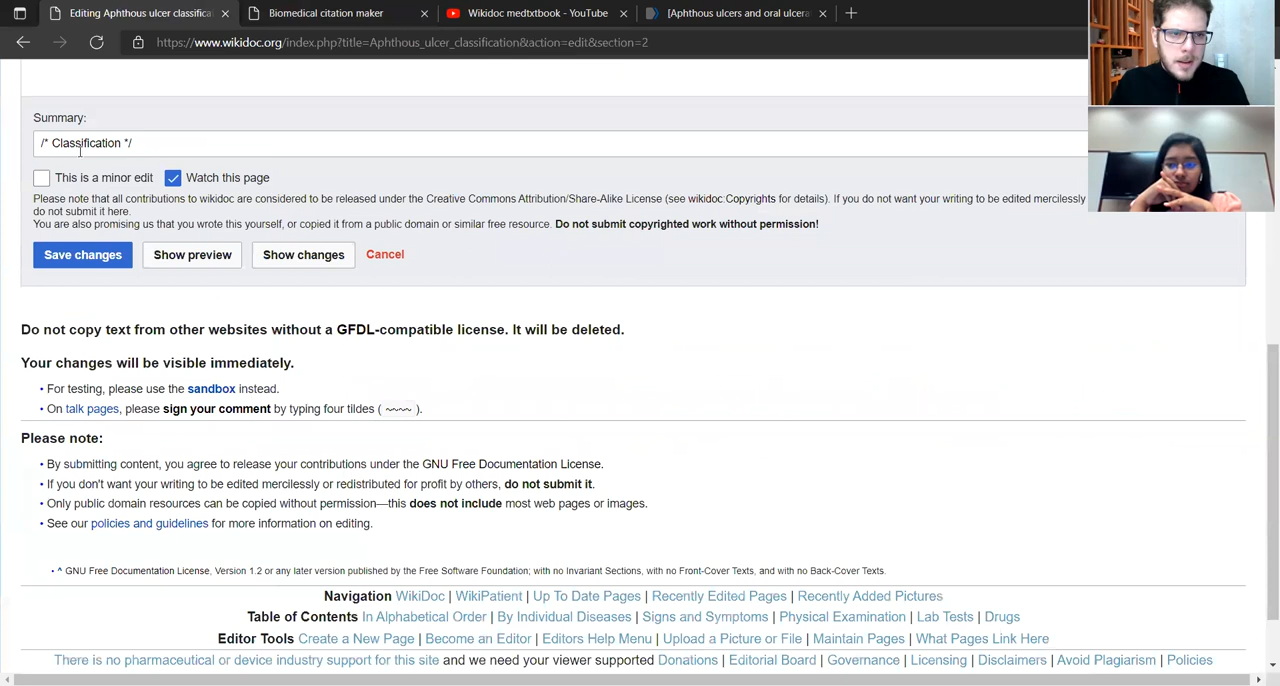 Editing Aphthous ulcer classifica
Biomedical citation maker
Wikidoc medtxtbook - YouTube
[Aphthous ulcers and oral ulcera
https://www.wikidoc.org/index.php?title=Aphthous_ulcer_classification&action=edit&section=2
Summary:
/* Classification */
This is a minor edit
Watch this page
Please note that all contributions to wikidoc are considered to be released under the Creative Commons Attribution/Share-Alike License (see wikidoc:Copyrights for details). If you do not want your writing to be edited mercilessly
do not submit it here.
You are also promising us that you wrote this yourself, or copied it from a public domain or similar free resource. Do not submit copyrighted work without permission!
Save changes
Show preview
Show changes
Cancel
Do not copy text from other websites without a GFDL-compatible license. It will be deleted.
Your changes will be visible immediately.
• For testing, please use the sandbox instead.
• On talk pages, please sign your comment by typing four tildes ( ~~~~ ).
Please note:
• By submitting content, you agree to release your contributions under the GNU Free Documentation License.
• If you don't want your writing to be edited mercilessly or redistributed for profit by others, do not submit it.
• Only public domain resources can be copied without permission—this does not include most web pages or images.
• See our policies and guidelines for more information on editing.
• ^ GNU Free Documentation License, Version 1.2 or any later version published by the Free Software Foundation; with no Invariant Sections, with no Front-Cover Texts, and with no Back-Cover Texts.
Navigation WikiDoc | WikiPatient | Up To Date Pages | Recently Edited Pages | Recently Added Pictures
Table of Contents In Alphabetical Order | By Individual Diseases | Signs and Symptoms | Physical Examination | Lab Tests | Drugs
Editor Tools Create a New Page | Become an Editor | Editors Help Menu | Upload a Picture or File | Maintain Pages | What Pages Link Here
There is no pharmaceutical or device industry support for this site and we need your viewer supported Donations | Editorial Board | Governance | Licensing | Disclaimers | Avoid Plagiarism | Policies